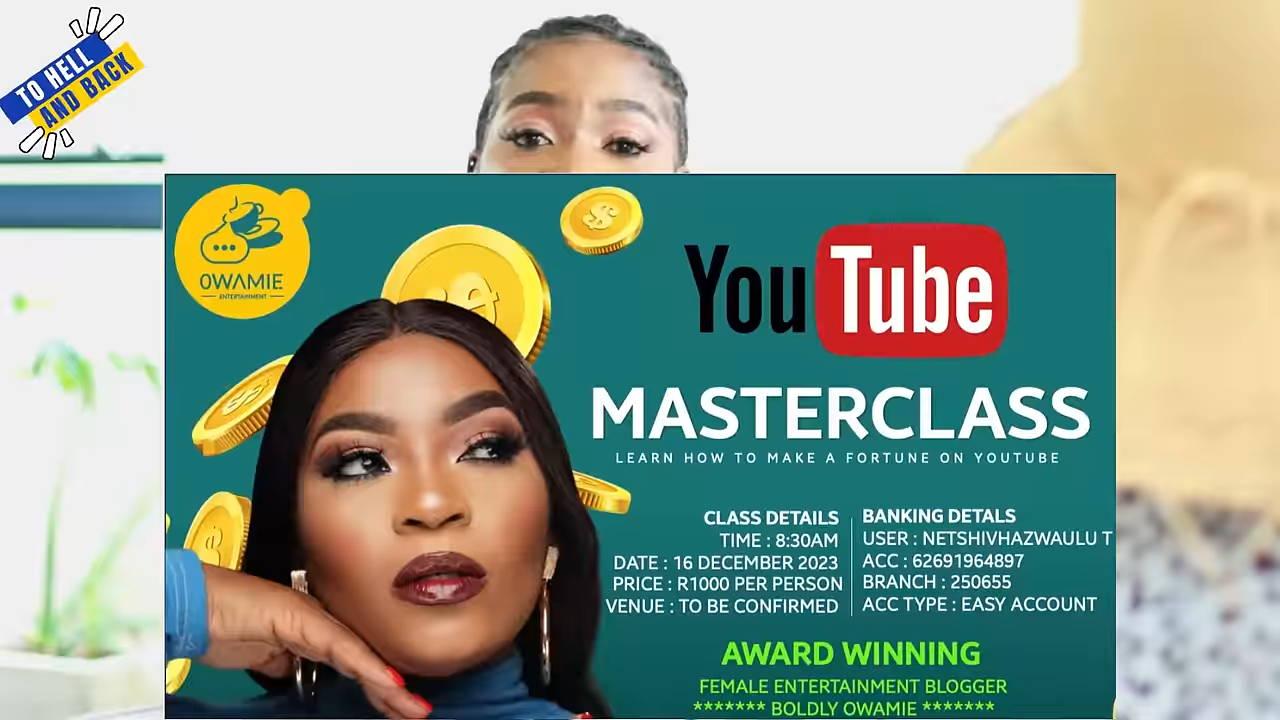 TO HELL
AND BACK
OWAMIE
ENTERTAINMENT
YouTube
MASTERCLASS
LEARN HOW TO MAKE A FORTUNE ON YOUTUBE
CLASS DETAILS
TIME : 8:30AM
DATE : 16 DECEMBER 2023
PRICE : R1000 PER PERSON
VENUE : TO BE CONFIRMED
BANKING DETALS
USER : NETSHIVHAZWAULU T
ACC : 62691964897
BRANCH : 250655
ACC TYPE : EASY ACCOUNT
AWARD WINNING
FEMALE ENTERTAINMENT BLOGGER
******* BOLDLY OWAMIE *******